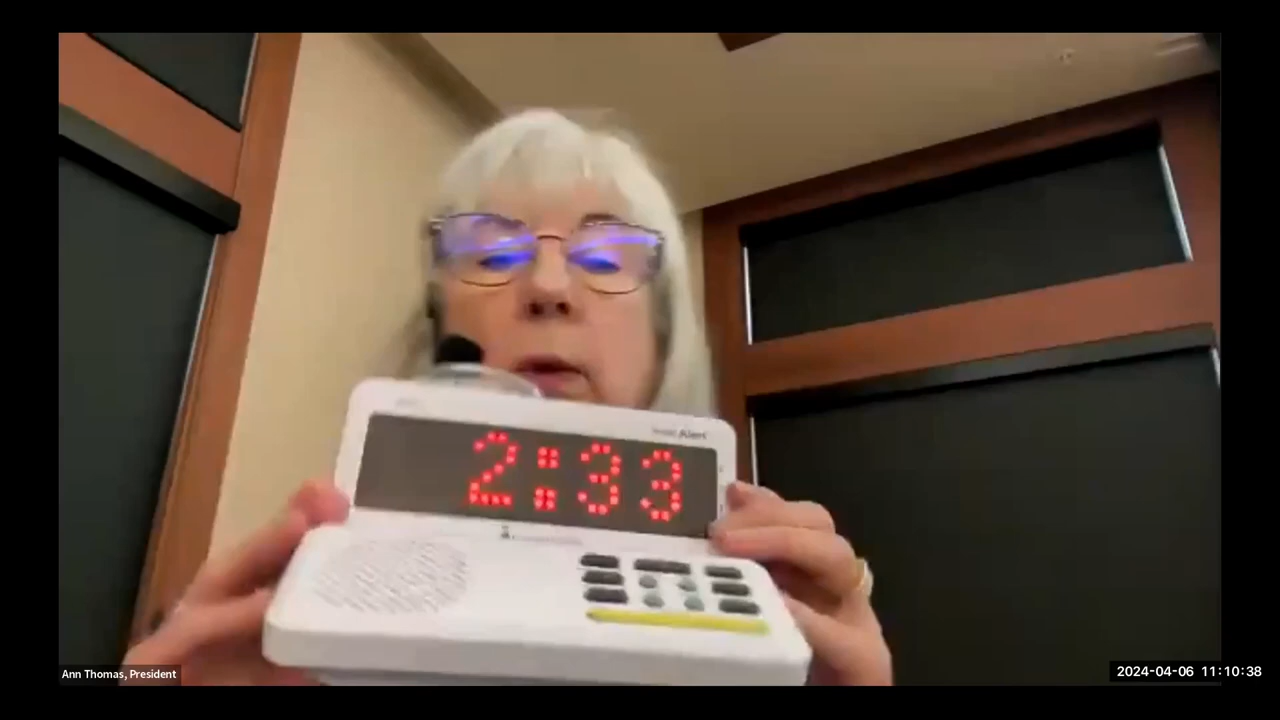 Alert
2:33
Ann Thomas, President
2024-04-06 11:10:38